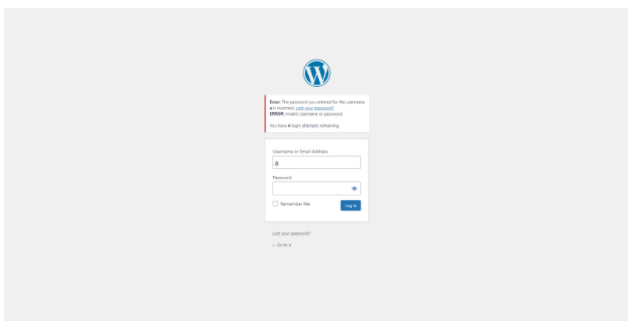 Error: The password you entered for the username
a is incorrect. Lost your password?
ERROR: Invalid username or password.
You have 4 login attempts remaining.
Username or Email Address
a
Password
Remember Me
Log In
Lost your password?
← Go to a